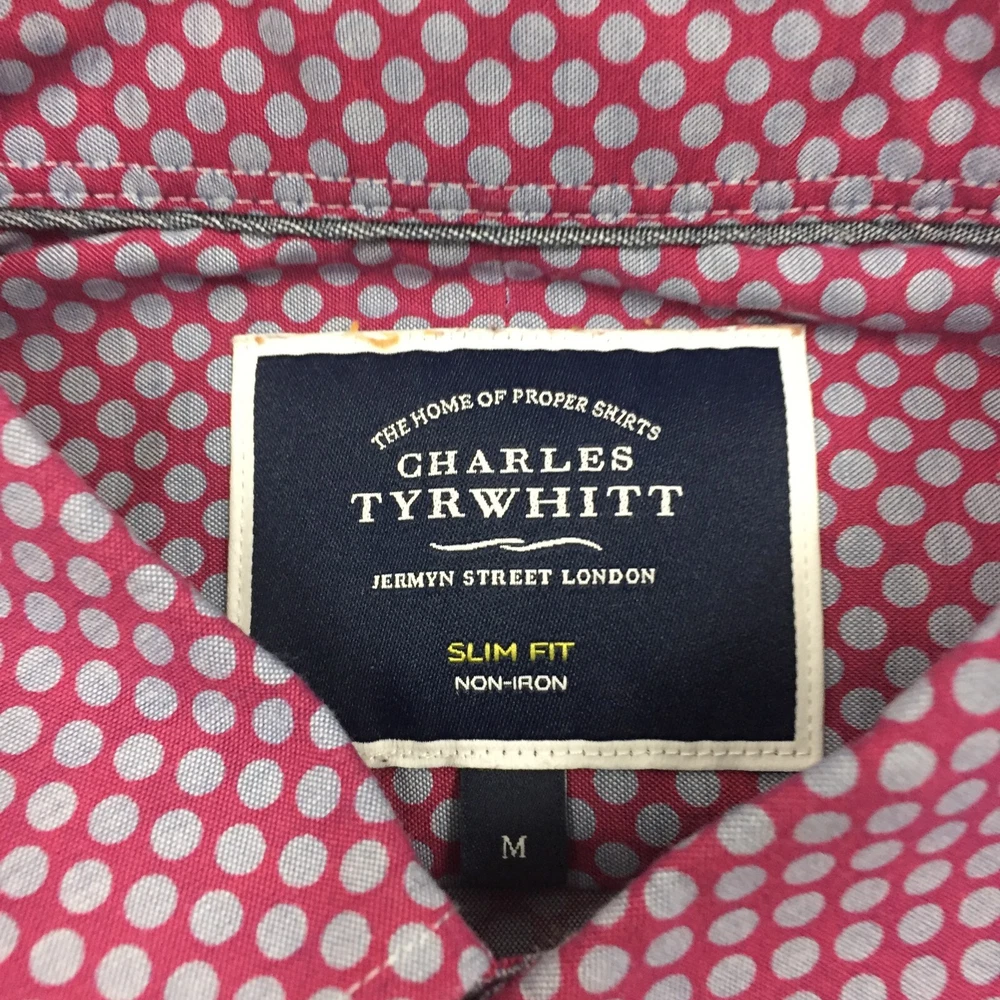 THE HOME OF PROPER SHIRTS
CHARLES
TYRWHITT
JERMYN STREET LONDON
SLIM FIT
NON-IRON
M